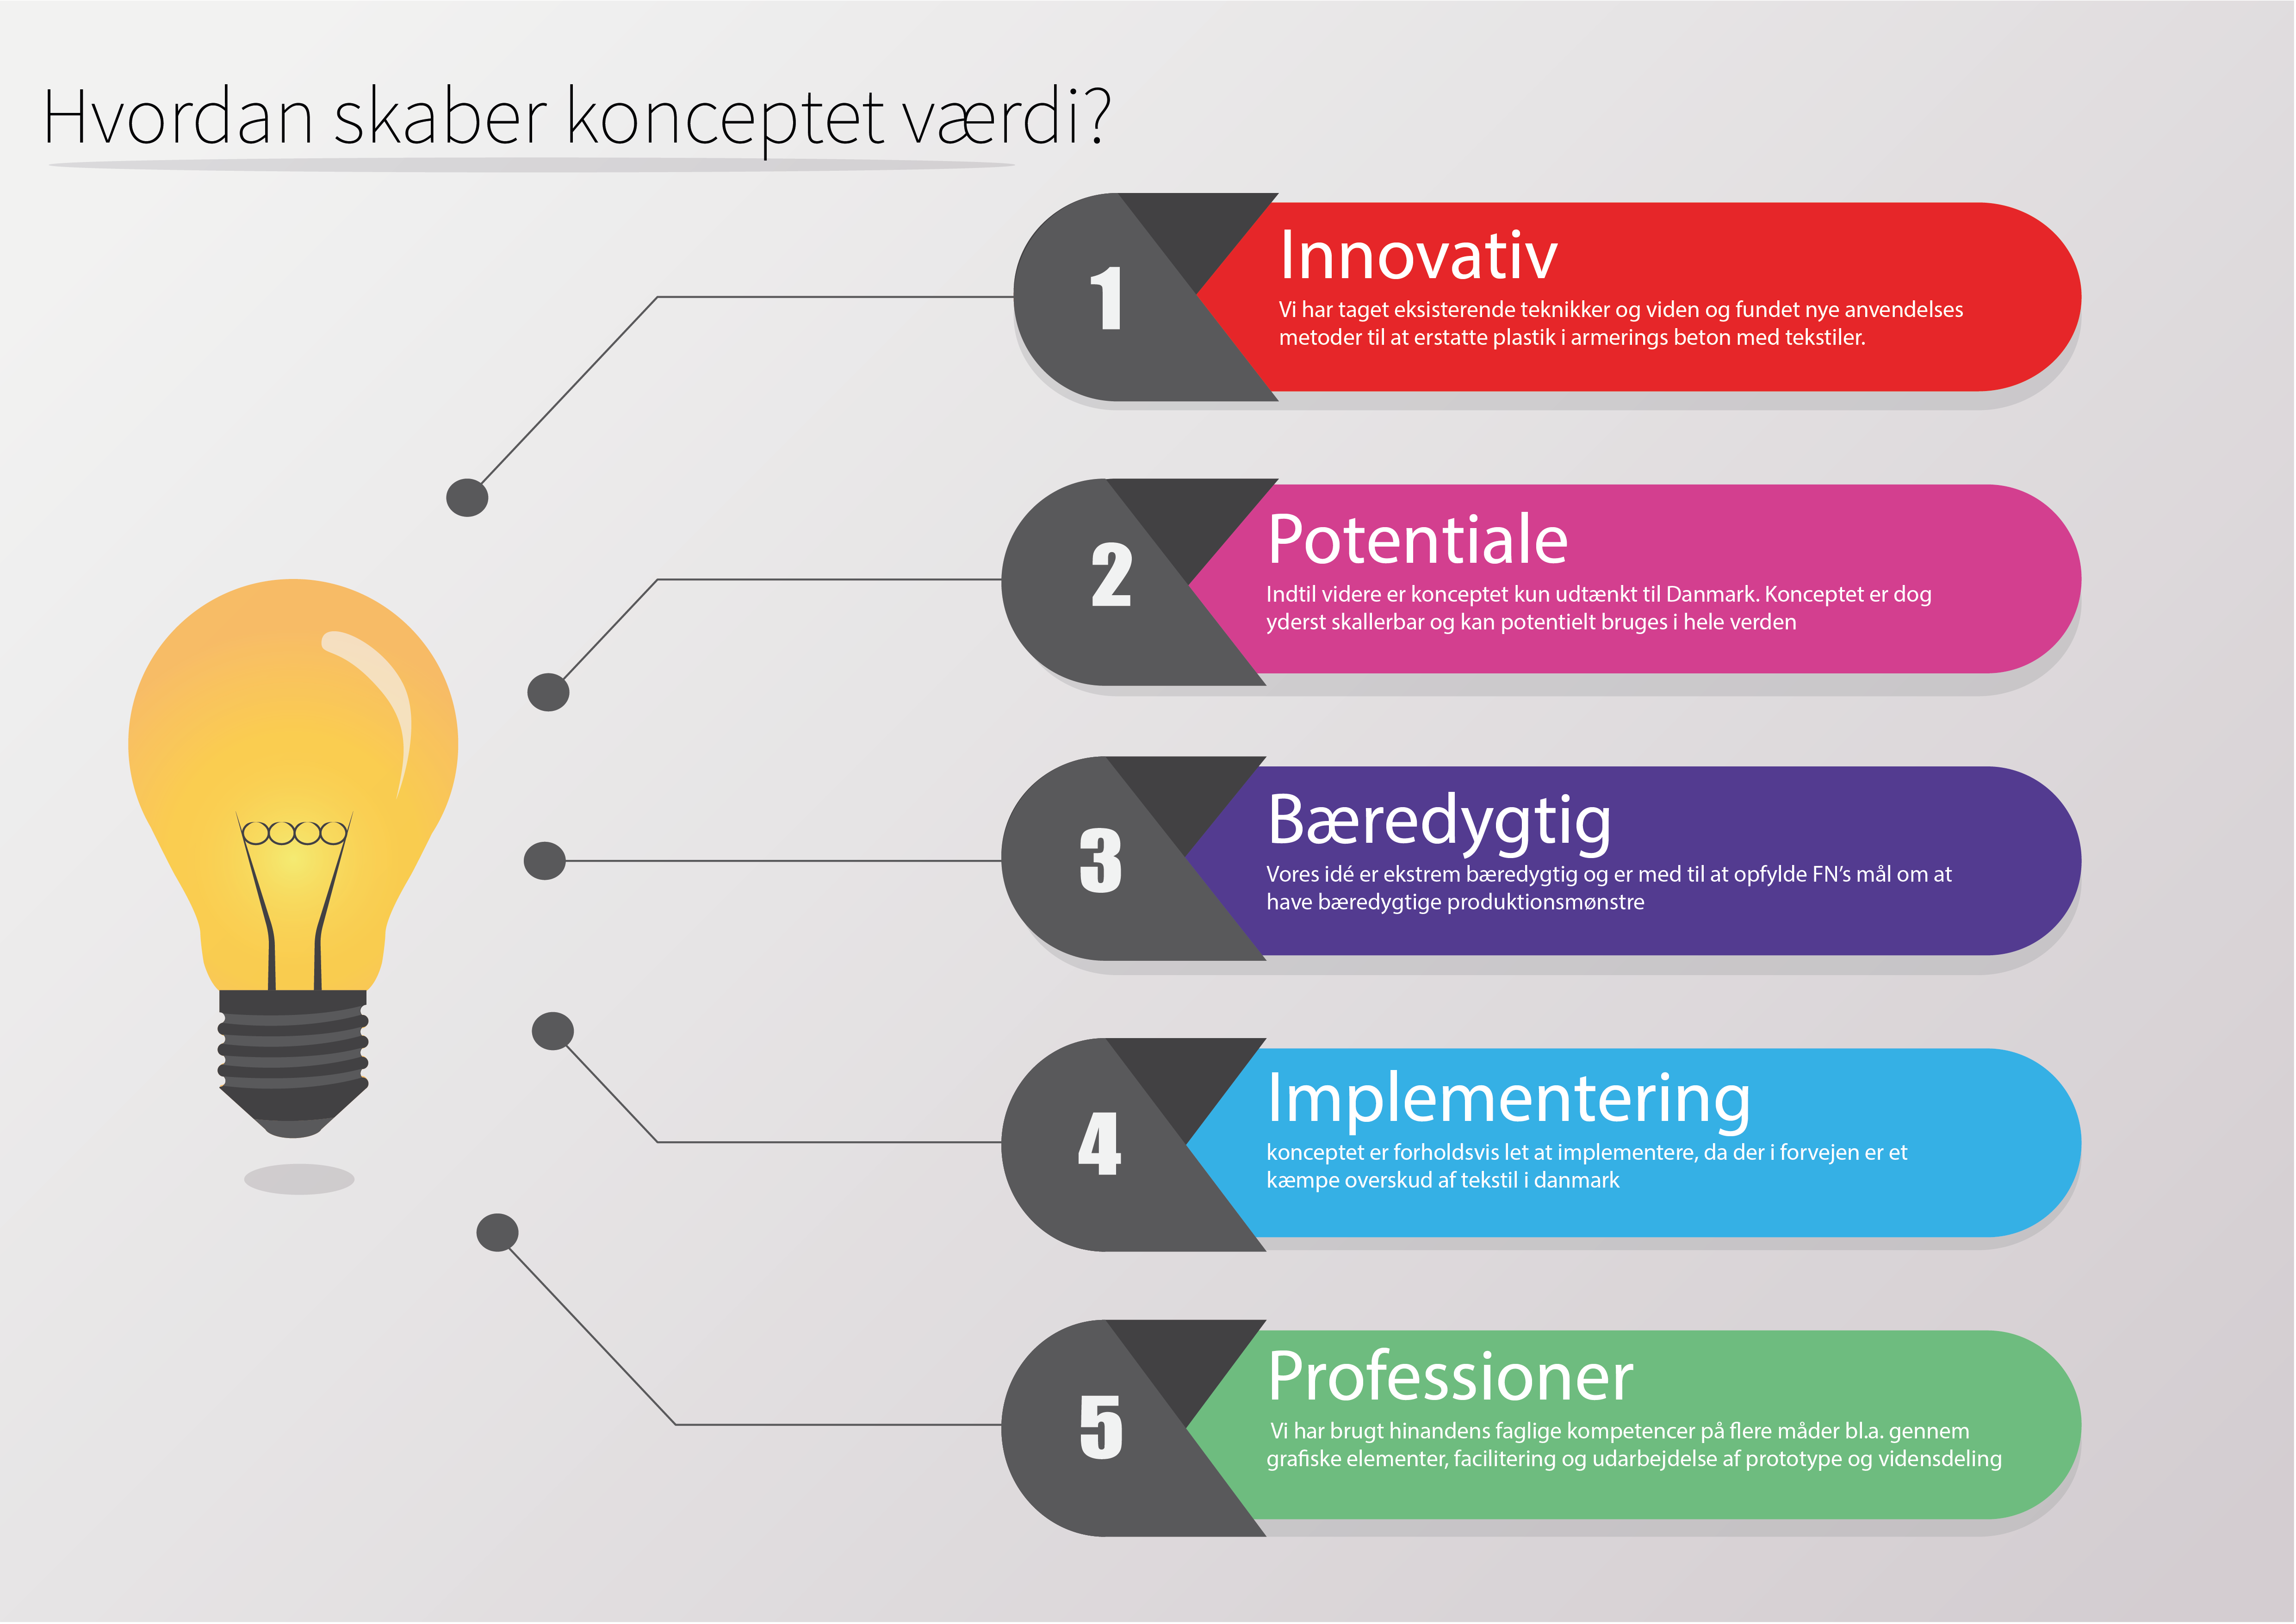 Hvordan skaber konceptet værdi?
1
Innovativ
Vi har taget eksisterende teknikker og viden og fundet nye anvendelses
metoder til at erstatte plastik i armerings beton med tekstiler.
2
Potentiale
Indtil videre er konceptet kun udtænkt til Danmark. Konceptet er dog
yderst skallerbar og kan potentielt bruges i hele verden
3
Bæredygtig
Vores idé er ekstrem bæredygtig og er med til at opfylde FN’s mål om at
have bæredygtige produktionsmønstre
4
Implementering
konceptet er forholdsvis let at implementere, da der i forvejen er et
kæmpe overskud af tekstil i danmark
5
Professioner
Vi har brugt hinandens faglige kompetencer på flere måder bl.a. gennem
grafiske elementer, facilitering og udarbejdelse af prototype og vidensdeling